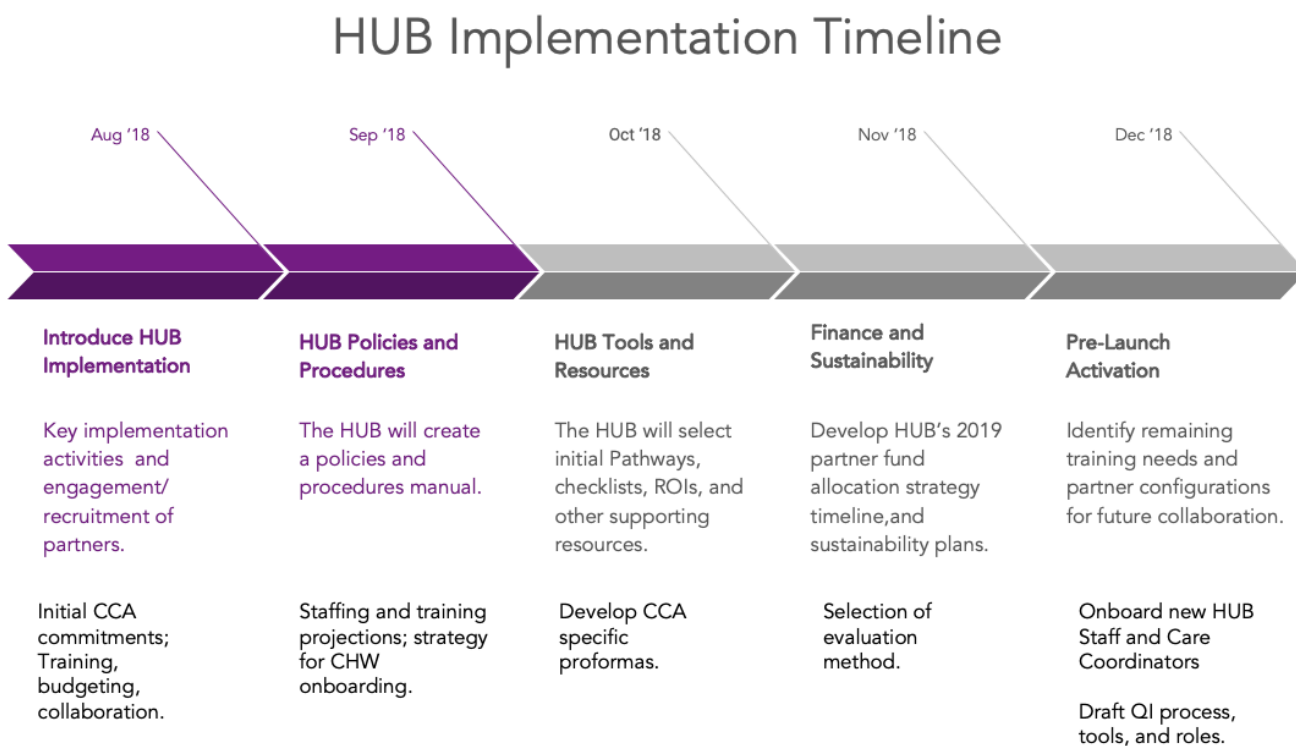 HUB Implementation Timeline
Aug ‘18
Sep ‘18
Oct ‘18
Nov ‘18
Dec ‘18
Introduce HUB
Implementation
HUB Policies and
Procedures
HUB Tools and
Resources
Finance and
Sustainability
Pre-Launch
Activation
Key implementation
activities and
engagement/
recruitment of
partners.
The HUB will create
a policies and
procedures manual.
The HUB will select
initial Pathways,
checklists, ROIs, and
other supporting
resources.
Develop HUB’s 2019
partner fund
allocation strategy
timeline,and
sustainability plans.
Identify remaining
training needs and
partner configurations
for future collaboration.
Initial CCA
commitments;
Training,
budgeting,
collaboration.
Staffing and training
projections; strategy
for CHW
onboarding.
Develop CCA
specific
proformas.
Selection of
evaluation
method.
Onboard new HUB
Staff and Care
Coordinators
Draft QI process,
tools, and roles.